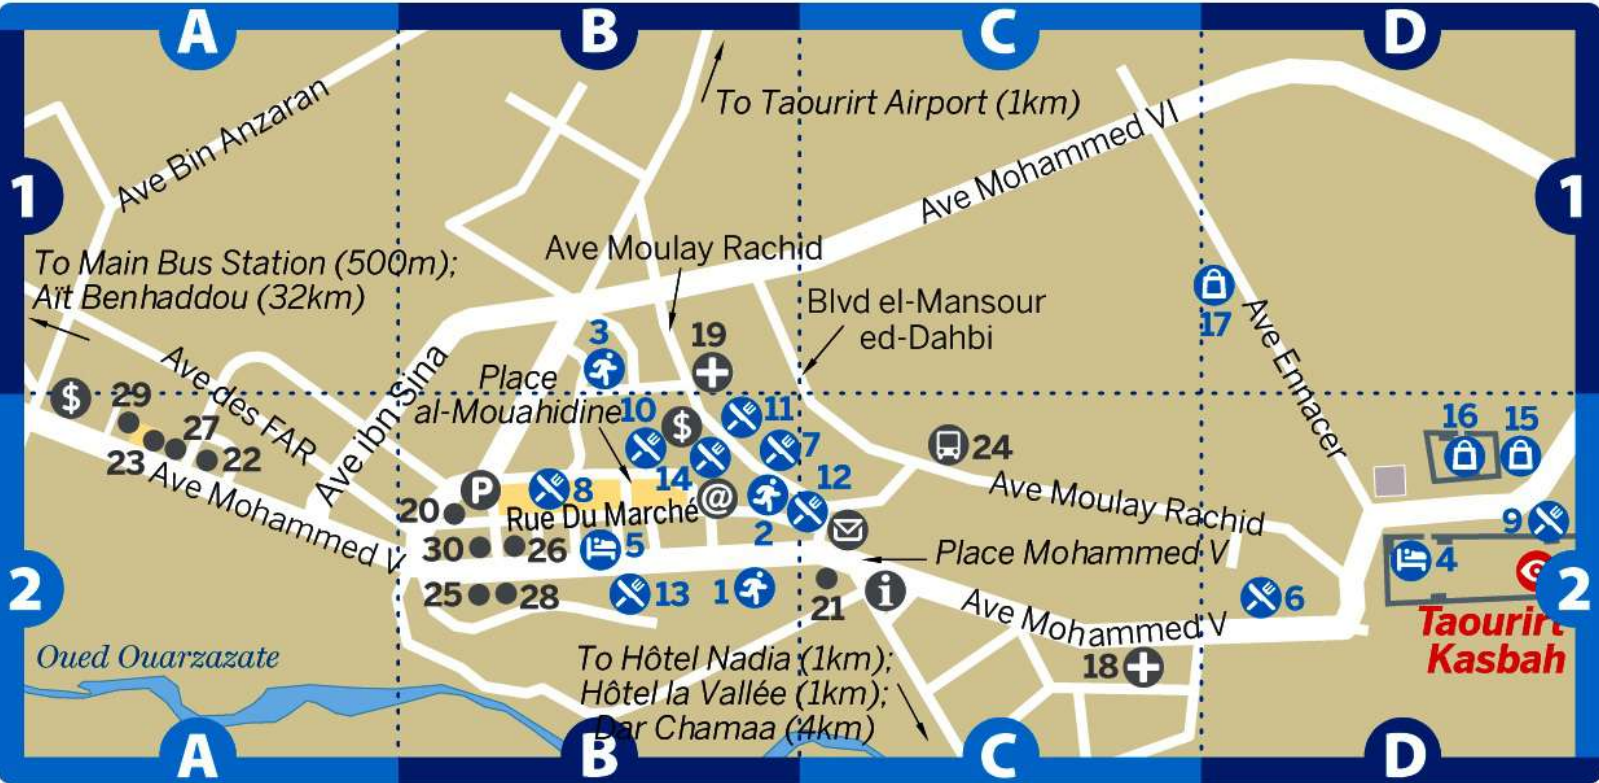 A
B
C
D
To Taourirt Airport (1km)
Ave Bin Anzaran
Ave Mohammed VI
1
1
To Main Bus Station (500m);
Aït Benhaddou (32km)
Ave Moulay Rachid
Blvd el-Mansour
ed-Dahbi
17
Ave Ennacer
3
19
Place
al-Mouahidine
Ave des FAR
Ave ibn Sina
$
29
27
23
22
10
$
11
7
14
@
12
24
16
15
Ave Mohammed V
P
8
20
Rue Du Marché
2
Ave Moulay Rachid
9
30
26
5
Place Mohammed V
4
2
2
25
28
13
1
21
i
6
Ave Mohammed V
Taourirt
Kasbah
Oued Ouarzazate
To Hôtel Nadia (1km);
Hôtel la Vallée (1km);
Dar Chamaa (4km)
18
A
B
C
D